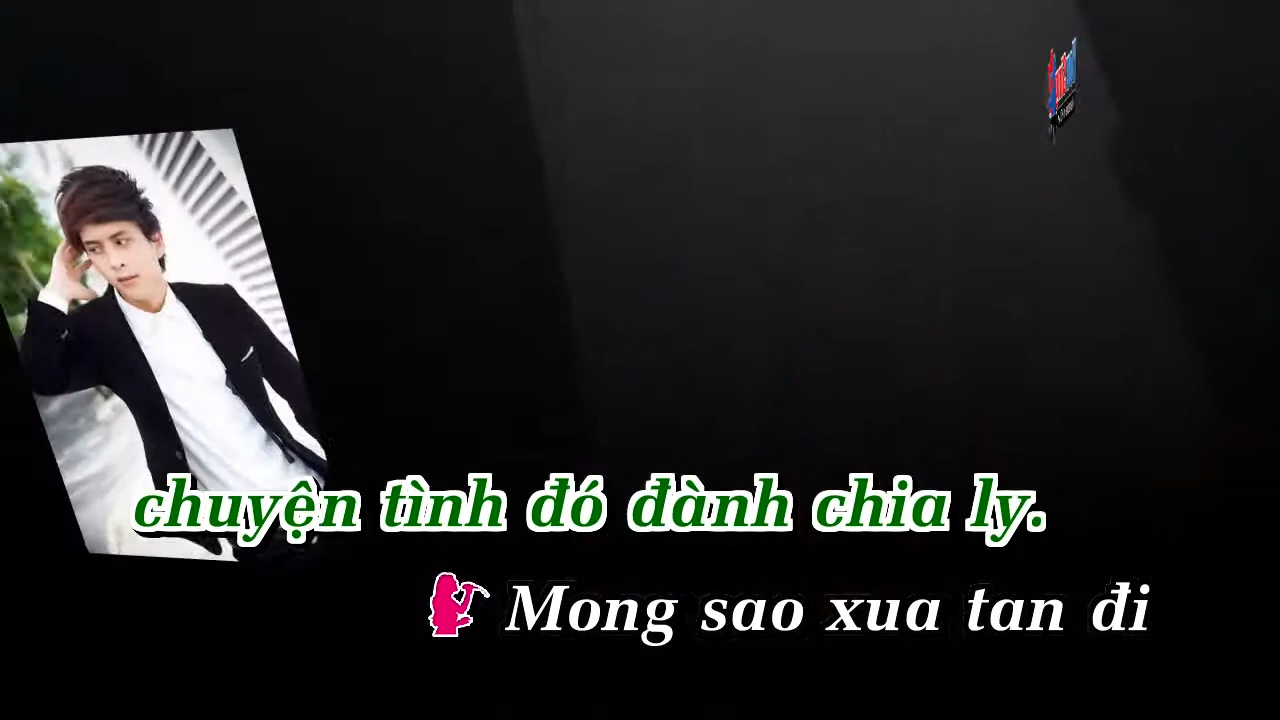 chuyện tình đó đành chia ly.
Mong sao xua tan đi